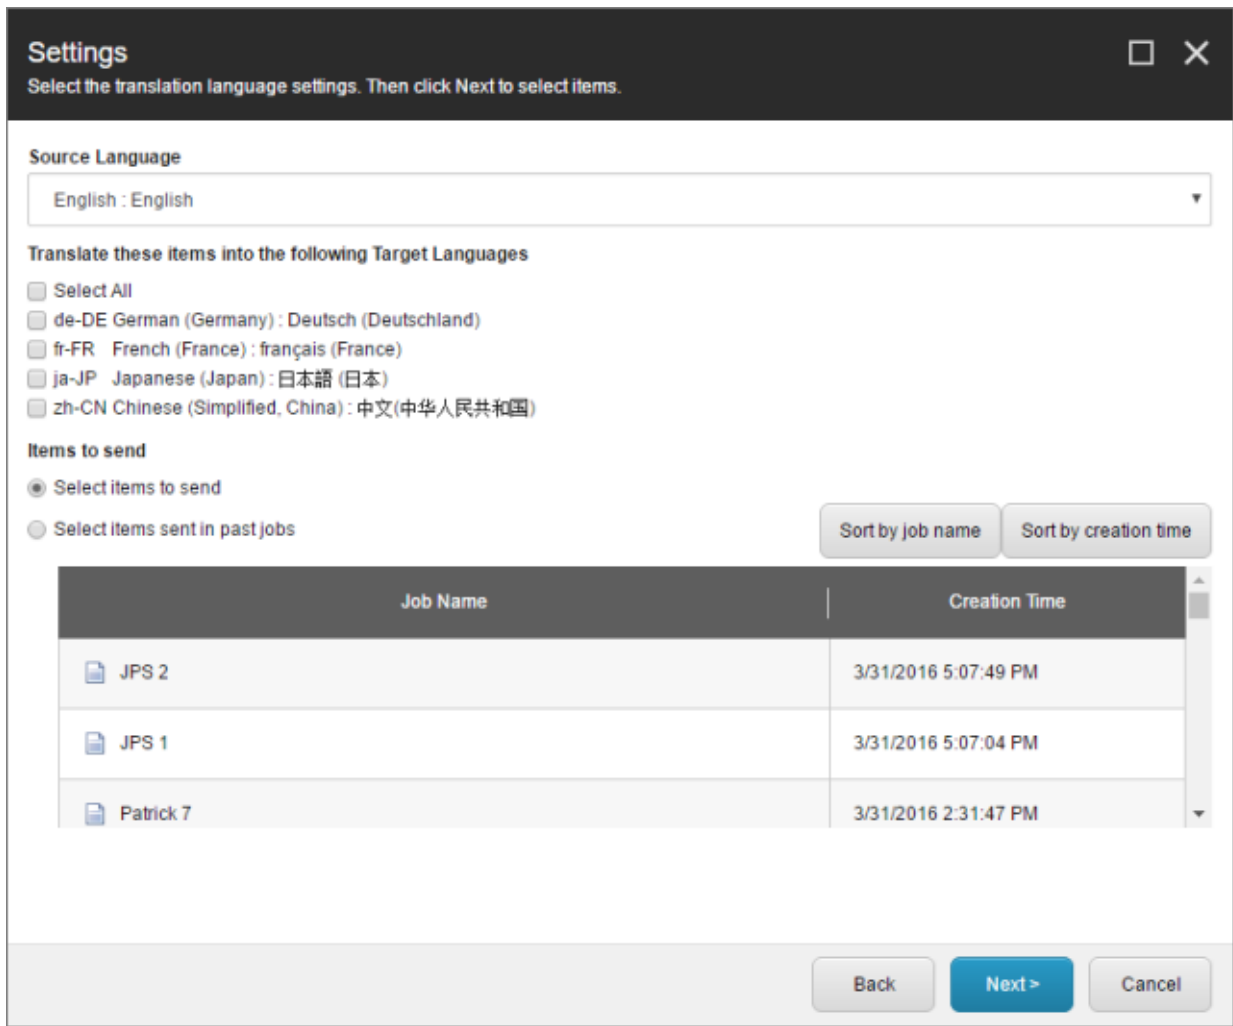 Settings
Select the translation language settings. Then click Next to select items.
Source Language
English : English
Translate these items into the following Target Languages
Select All
de-DE German (Germany) : Deutsch (Deutschland)
fr-FR French (France) : français (France)
ja-JP Japanese (Japan) : 日本語 (日本)
zh-CN Chinese (Simplified, China) : 中文(中华人民共和国)
Items to send
Select items to send
Select items sent in past jobs
Sort by job name Sort by creation time
Job Name Creation Time
JPS 2 3/31/2016 5:07:49 PM
JPS 1 3/31/2016 5:07:04 PM
Patrick 7 3/31/2016 2:31:47 PM
Back Next > Cancel